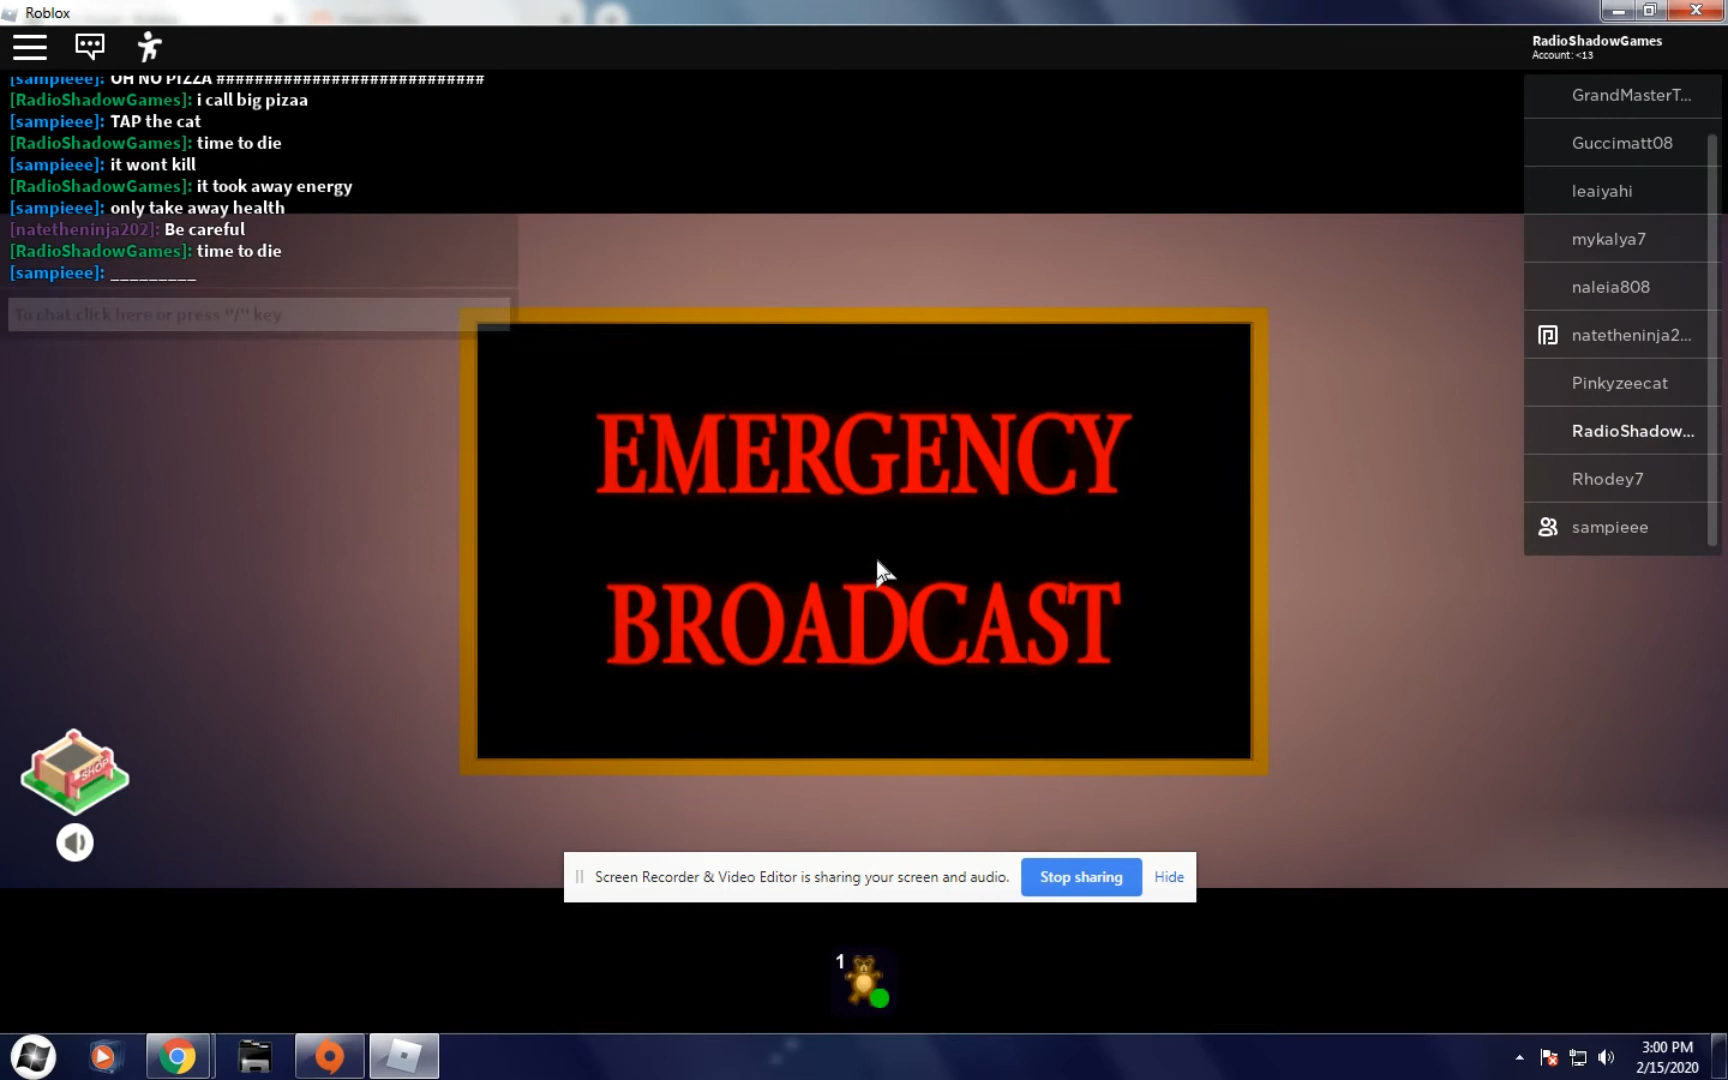 Roblox
RadioShadowGames
Account: <13
[sampieee]: OH NO PIZZA ############################
[RadioShadowGames]: i call big pizaa
[sampieee]: TAP the cat
[RadioShadowGames]: time to die
[sampieee]: it wont kill
[RadioShadowGames]: it took away energy
[sampieee]: only take away health
[natetheninja202]: Be careful
[RadioShadowGames]: time to die
[sampieee]: _________
To chat click here or press "/" key
GrandMasterT...
Guccimatt08
leaiyahi
mykalya7
naleia808
natetheninja2...
Pinkyzeecat
RadioShadow...
Rhodey7
sampieee
EMERGENCY
BROADCAST
SHOP
Screen Recorder & Video Editor is sharing your screen and audio.
Stop sharing
Hide
1
3:00 PM
2/15/2020